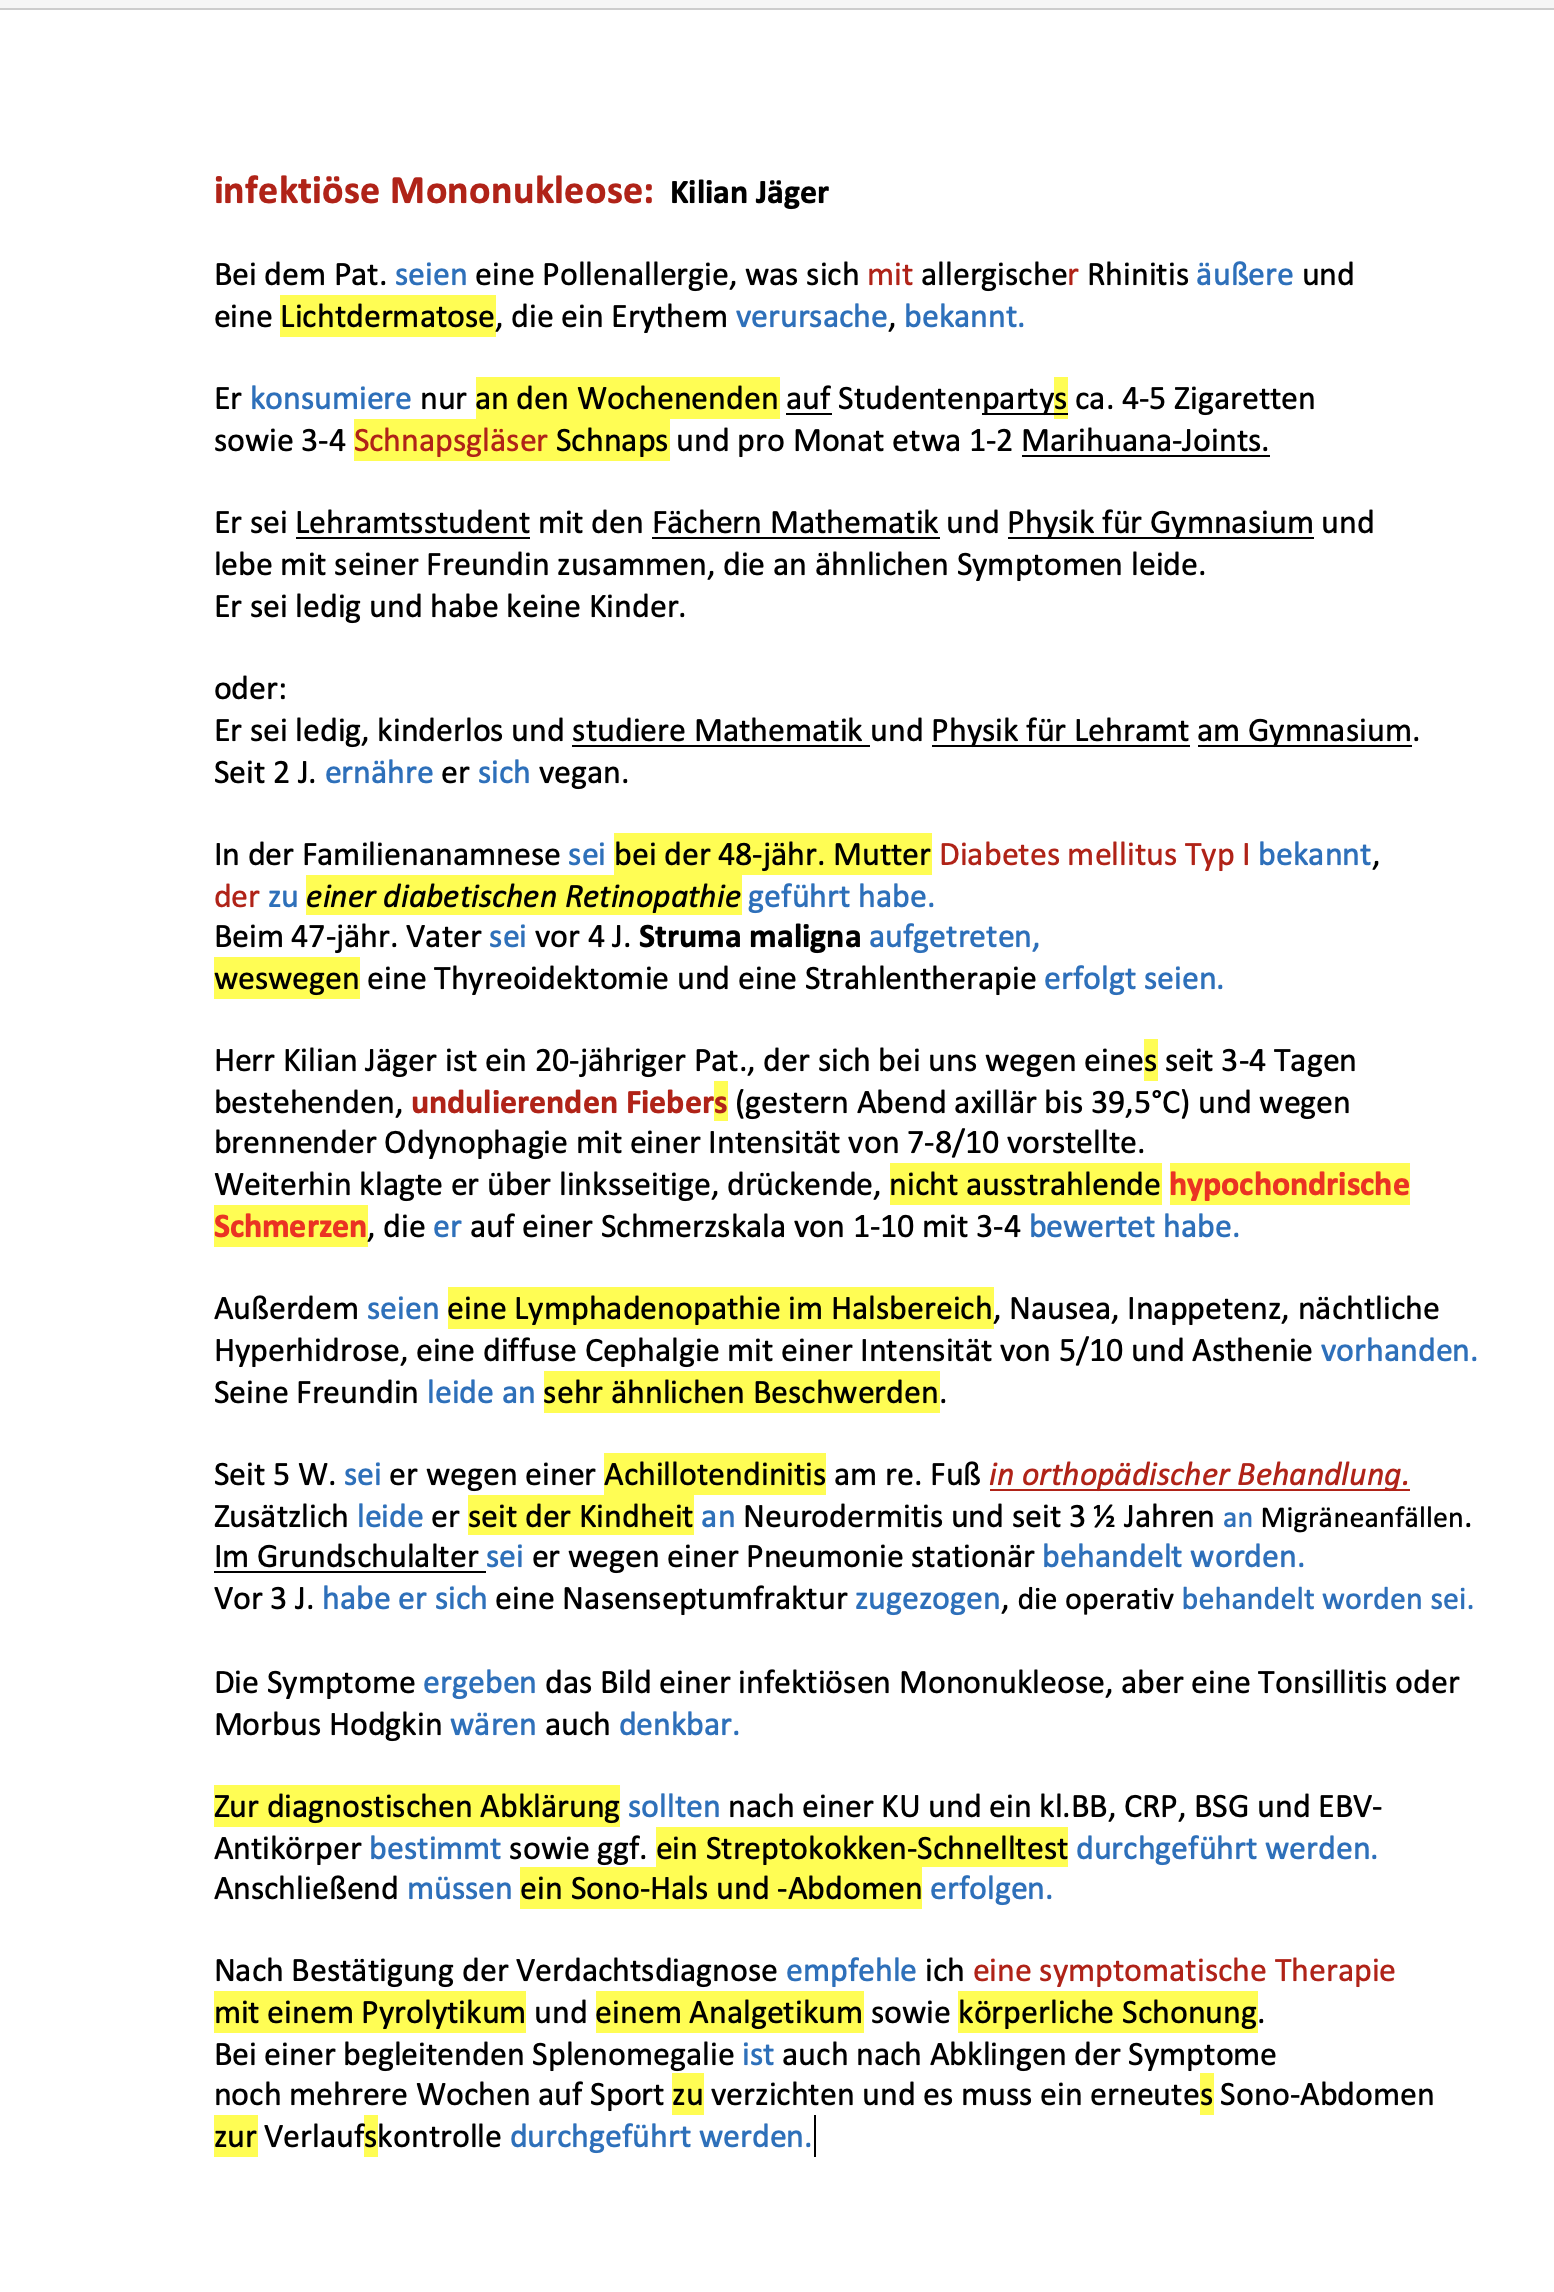 infektiöse Mononukleose: Kilian Jäger
Bei dem Pat. seien eine Pollenallergie, was sich mit allergischer Rhinitis äußere und
eine Lichtdermatose, die ein Erythem verursache, bekannt.
Er konsumiere nur an den Wochenenden auf Studentenpartys ca. 4-5 Zigaretten
sowie 3-4 Schnapsgläser Schnaps und pro Monat etwa 1-2 Marihuana-Joints.
Er sei Lehramtsstudent mit den Fächern Mathematik und Physik für Gymnasium und
lebe mit seiner Freundin zusammen, die an ähnlichen Symptomen leide.
Er sei ledig und habe keine Kinder.
oder:
Er sei ledig, kinderlos und studiere Mathematik und Physik für Lehramt am Gymnasium.
Seit 2 J. ernähre er sich vegan.
In der Familienanamnese sei bei der 48-jähr. Mutter Diabetes mellitus Typ I bekannt,
der zu einer diabetischen Retinopathie geführt habe.
Beim 47-jähr. Vater sei vor 4 J. Struma maligna aufgetreten,
weswegen eine Thyreoidektomie und eine Strahlentherapie erfolgt seien.
Herr Kilian Jäger ist ein 20-jähriger Pat., der sich bei uns wegen eines seit 3-4 Tagen
bestehenden, undulierenden Fiebers (gestern Abend axillär bis 39,5°C) und wegen
brennender Odynophagie mit einer Intensität von 7-8/10 vorstellte.
Weiterhin klagte er über linksseitige, drückende, nicht ausstrahlende hypochondrische
Schmerzen, die er auf einer Schmerzskala von 1-10 mit 3-4 bewertet habe.
Außerdem seien eine Lymphadenopathie im Halsbereich, Nausea, Inappetenz, nächtliche
Hyperhidrose, eine diffuse Cephalgie mit einer Intensität von 5/10 und Asthenie vorhanden.
Seine Freundin leide an sehr ähnlichen Beschwerden.
Seit 5 W. sei er wegen einer Achillotendinitis am re. Fuß in orthopädischer Behandlung.
Zusätzlich leide er seit der Kindheit an Neurodermitis und seit 3 ½ Jahren an Migräneanfällen.
Im Grundschulalter sei er wegen einer Pneumonie stationär behandelt worden.
Vor 3 J. habe er sich eine Nasenseptumfraktur zugezogen, die operativ behandelt worden sei.
Die Symptome ergeben das Bild einer infektiösen Mononukleose, aber eine Tonsillitis oder
Morbus Hodgkin wären auch denkbar.
Zur diagnostischen Abklärung sollten nach einer KU und ein kl.BB, CRP, BSG und EBV-
Antikörper bestimmt sowie ggf. ein Streptokokken-Schnelltest durchgeführt werden.
Anschließend müssen ein Sono-Hals und -Abdomen erfolgen.
Nach Bestätigung der Verdachtsdiagnose empfehle ich eine symptomatische Therapie
mit einem Pyrolytikum und einem Analgetikum sowie körperliche Schonung.
Bei einer begleitenden Splenomegalie ist auch nach Abklingen der Symptome
noch mehrere Wochen auf Sport zu verzichten und es muss ein erneutes Sono-Abdomen
zur Verlaufskontrolle durchgeführt werden.